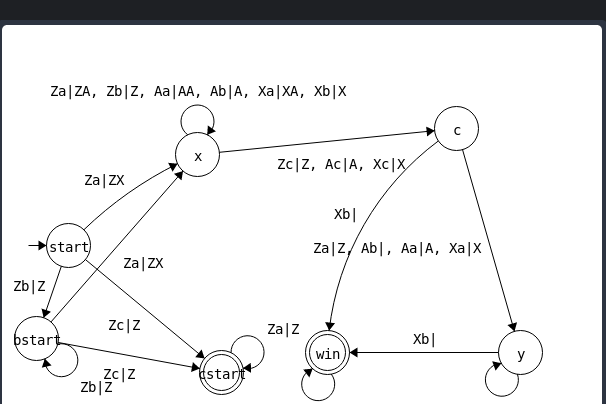 Za|ZA, Zb|Z, Aa|AA, Ab|A, Xa|XA, Xb|X
c
x
Zc|Z, Ac|A, Xc|X
Za|ZX
Xb|
start
Za|Z, Ab|, Aa|A, Xa|X
Za|ZX
Zb|Z
Zc|Z
Za|Z
bstart
Xb|
win
y
Zc|Z
cstart
Zb|Z